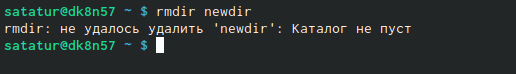 satatur@dk8n57 ~ $ rmdir newdir
rmdir: не удалось удалить 'newdir': Каталог не пуст
satatur@dk8n57 ~ $